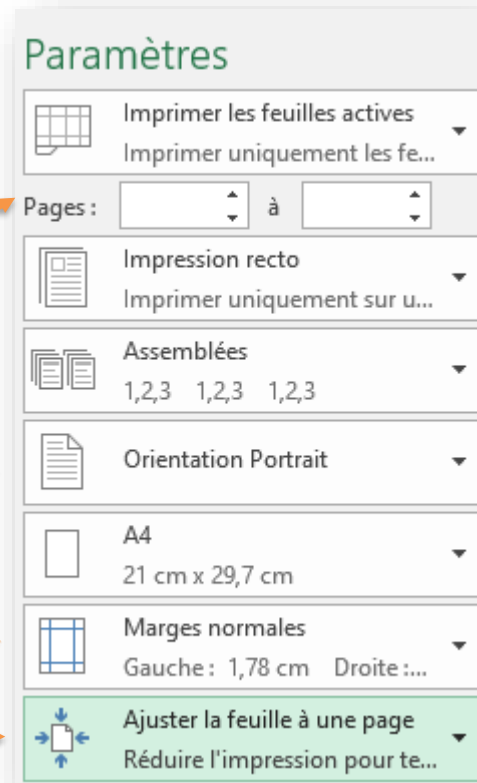 Paramètres
Imprimer les feuilles actives
Imprimer uniquement les fe...
Pages : à
Impression recto
Imprimer uniquement sur u...
Assemblées
1,2,3 1,2,3 1,2,3
Orientation Portrait
A4
21 cm x 29,7 cm
Marges normales
Gauche : 1,78 cm Droite :...
Ajuster la feuille à une page
Réduire l'impression pour te...